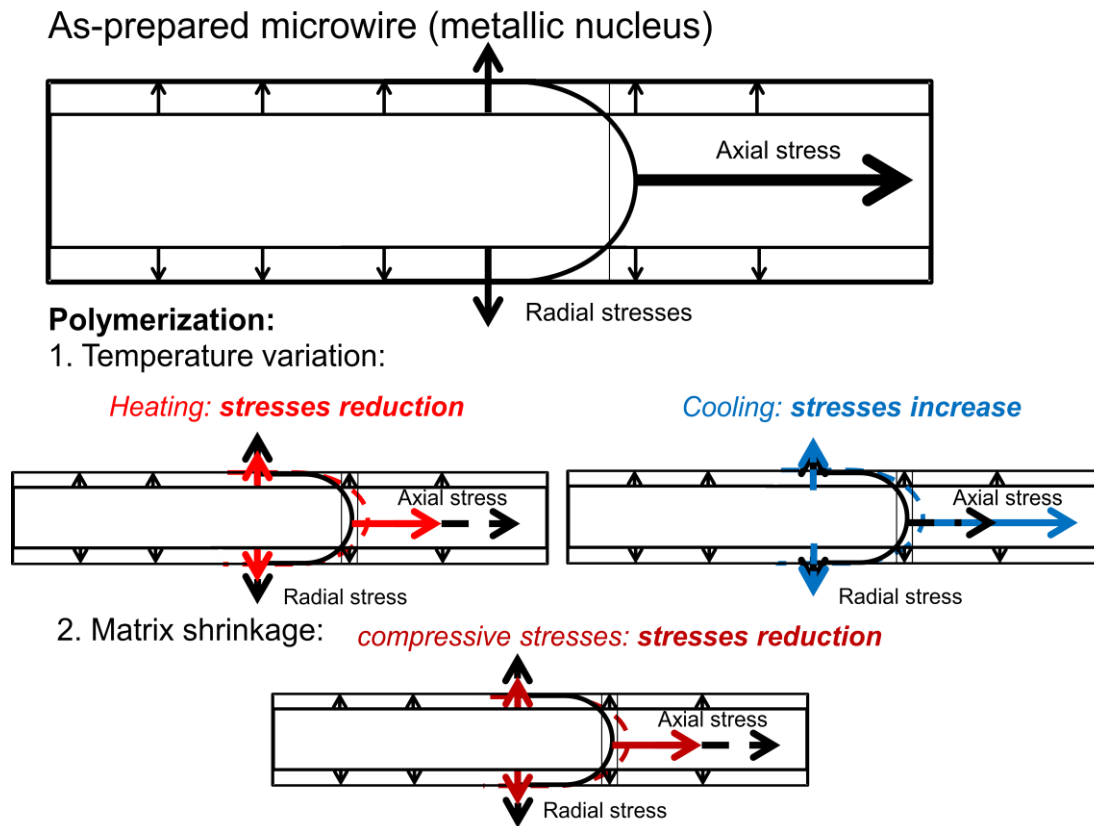 As-prepared microwire (metallic nucleus)
Axial stress
Radial stresses
Polymerization:
1. Temperature variation:
Heating: stresses reduction
Cooling: stresses increase
Axial stress
Axial stress
Radial stress
Radial stress
2. Matrix shrinkage:
compressive stresses: stresses reduction
Axial stress
Radial stress